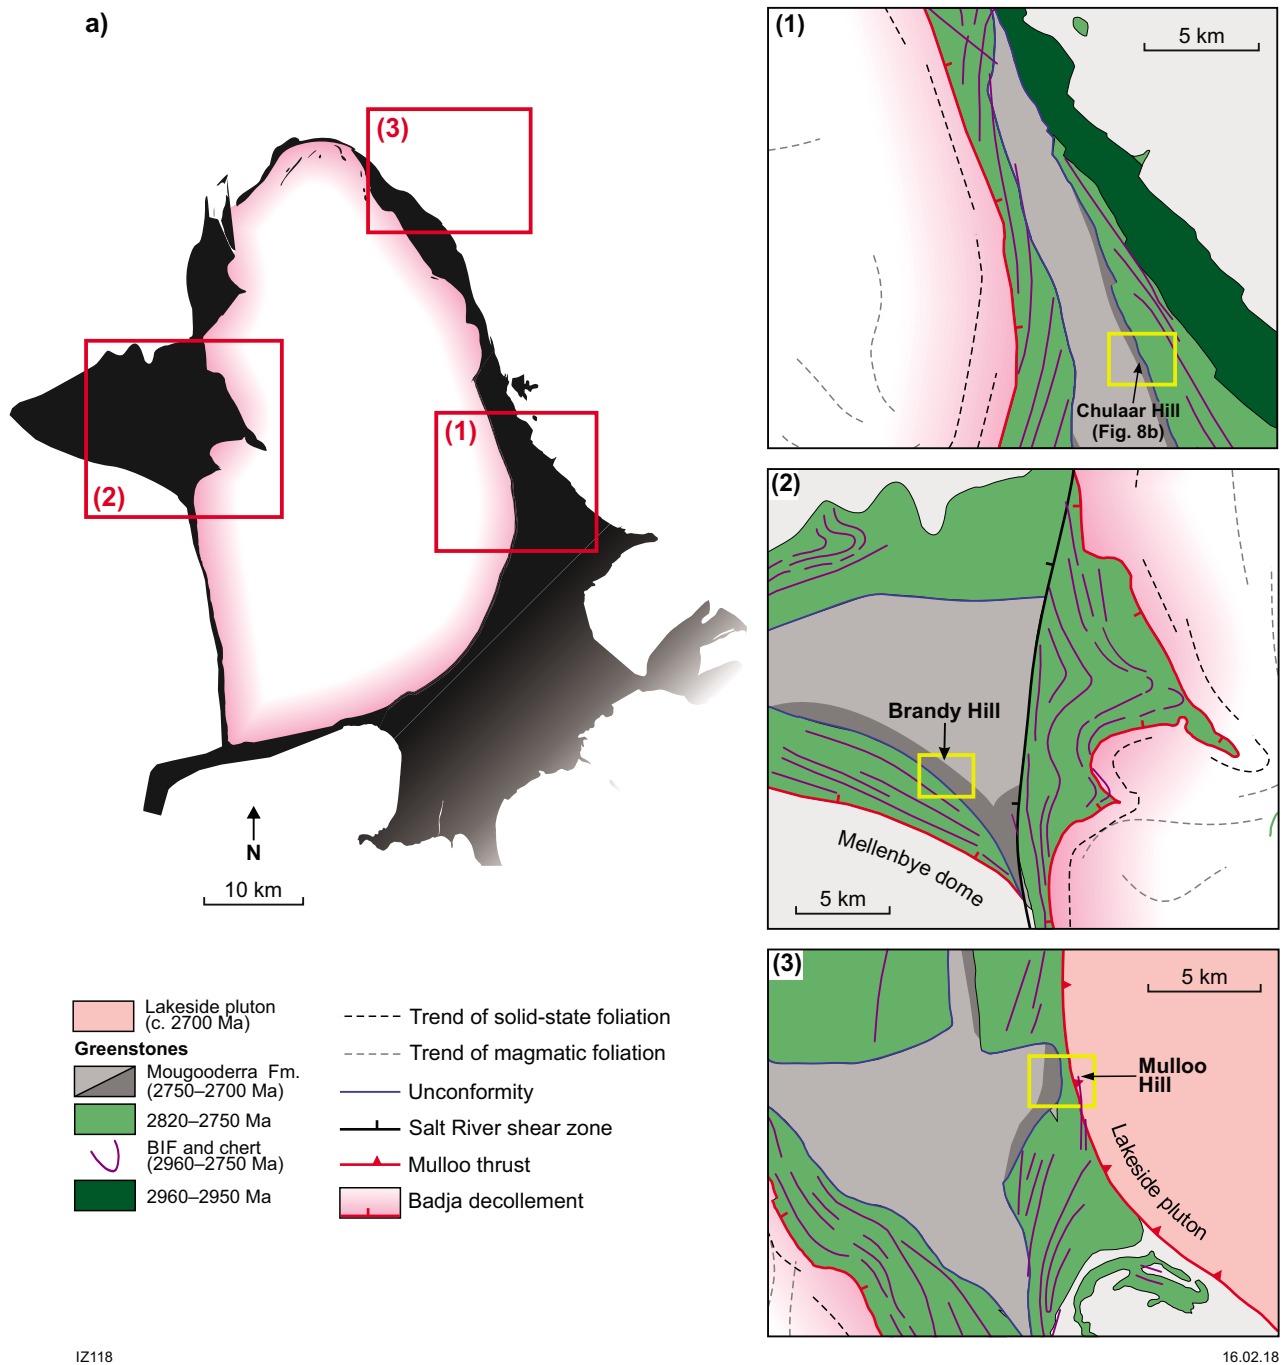 a)
(3)
(1)
(2)
N
10 km
(1)
5 km
Chulaar Hill
(Fig. 8b)
(2)
Brandy Hill
Mellenbye dome
5 km
(3)
5 km
Mulloo
Hill
Lakeside pluton
Lakeside pluton
(c. 2700 Ma)
Greenstones
Mougooderra Fm.
(2750–2700 Ma)
2820–2750 Ma
BIF and chert
(2960–2750 Ma)
2960–2950 Ma
Trend of solid-state foliation
Trend of magmatic foliation
Unconformity
Salt River shear zone
Mulloo thrust
Badja decollement
IZ118
16.02.18